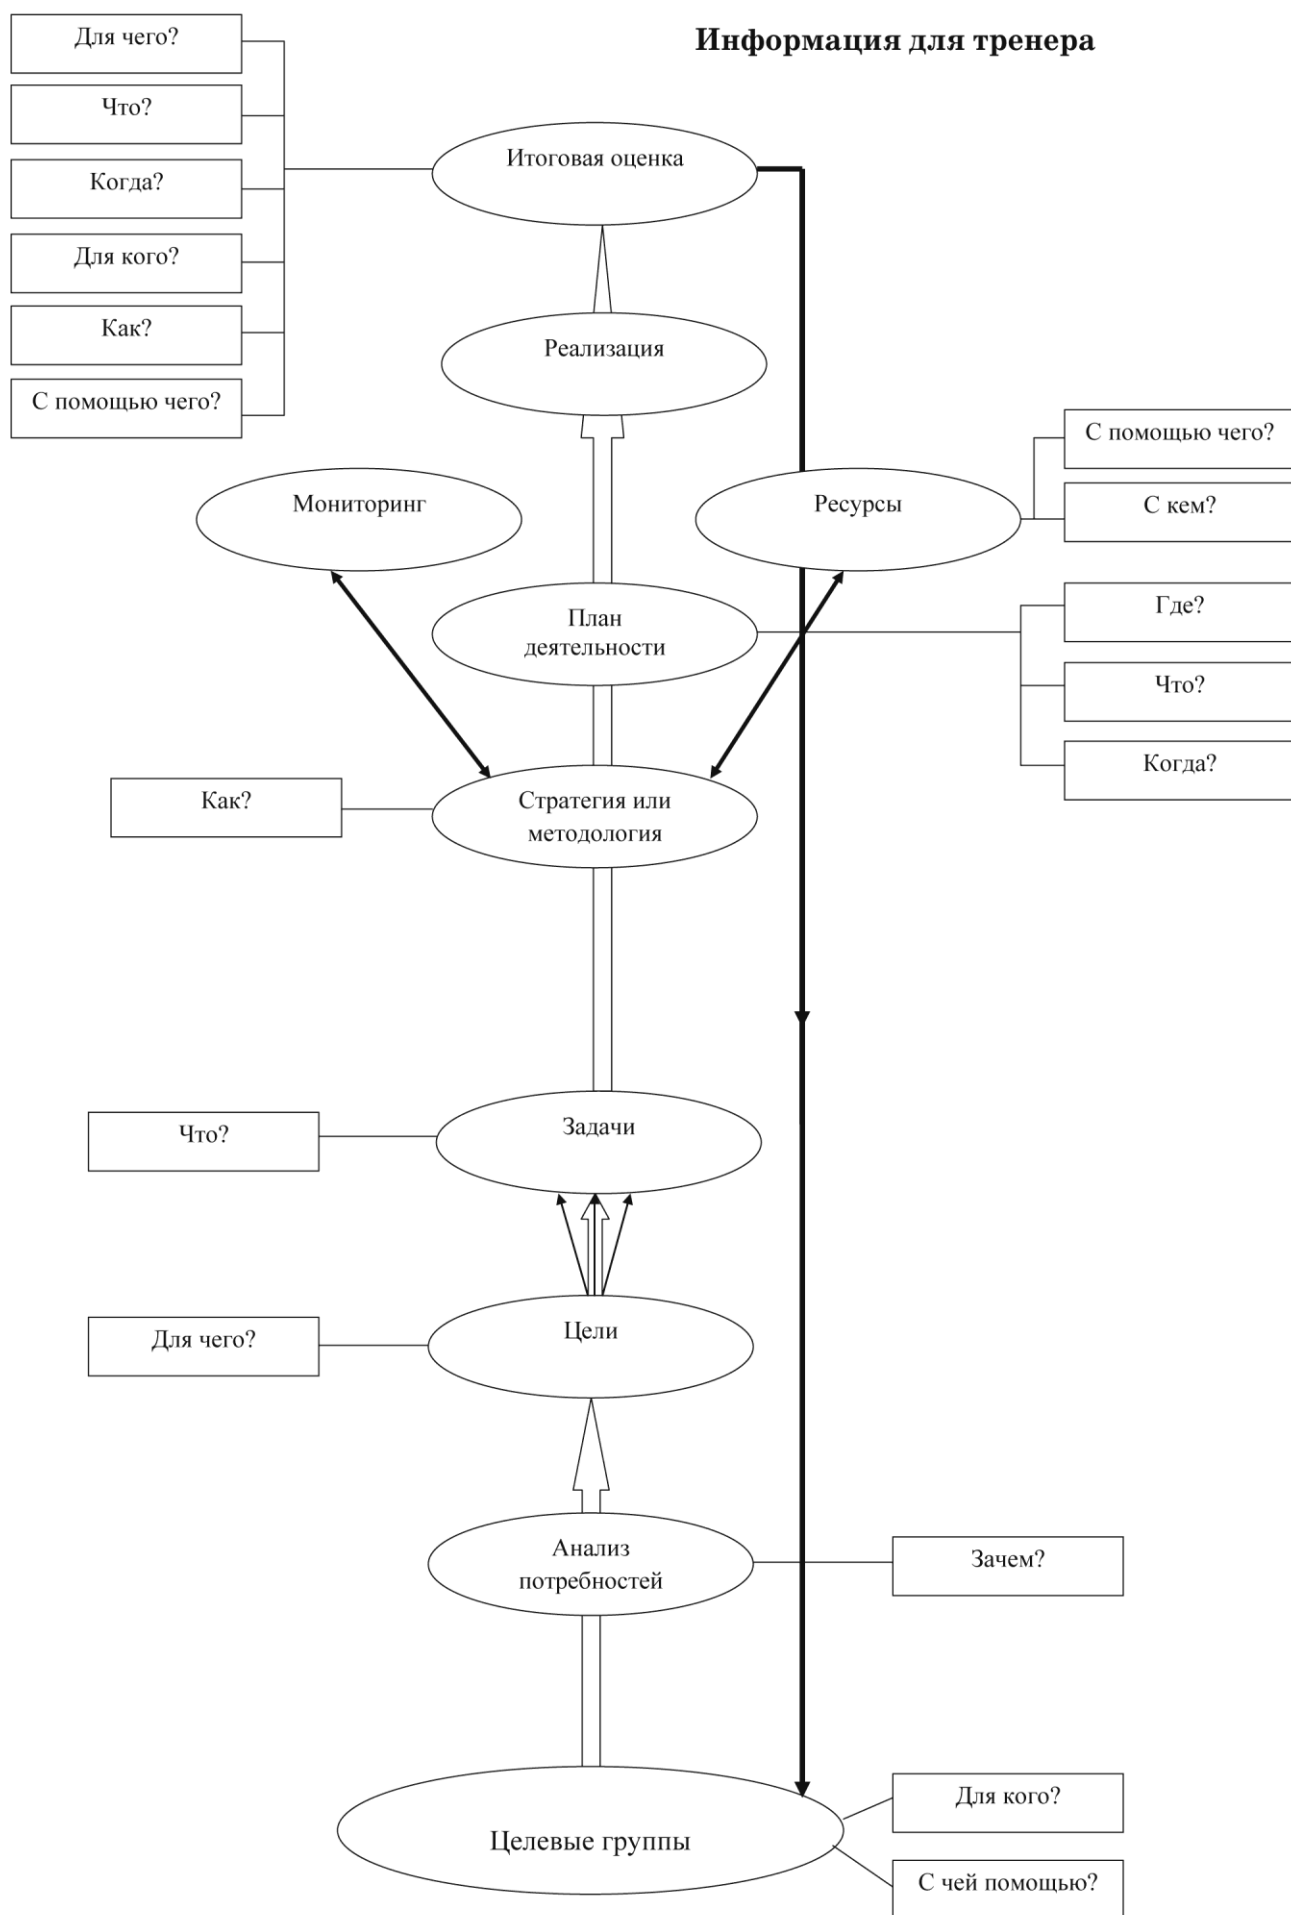 Информация для тренера
Для чего?
Что?
Когда?
Для кого?
Как?
С помощью чего?
Итоговая оценка
Реализация
Мониторинг
Ресурсы
С помощью чего?
С кем?
План
деятельности
Где?
Что?
Когда?
Как?
Стратегия или
методология
Что?
Задачи
Для чего?
Цели
Анализ
потребностей
Зачем?
Целевые группы
Для кого?
С чей помощью?